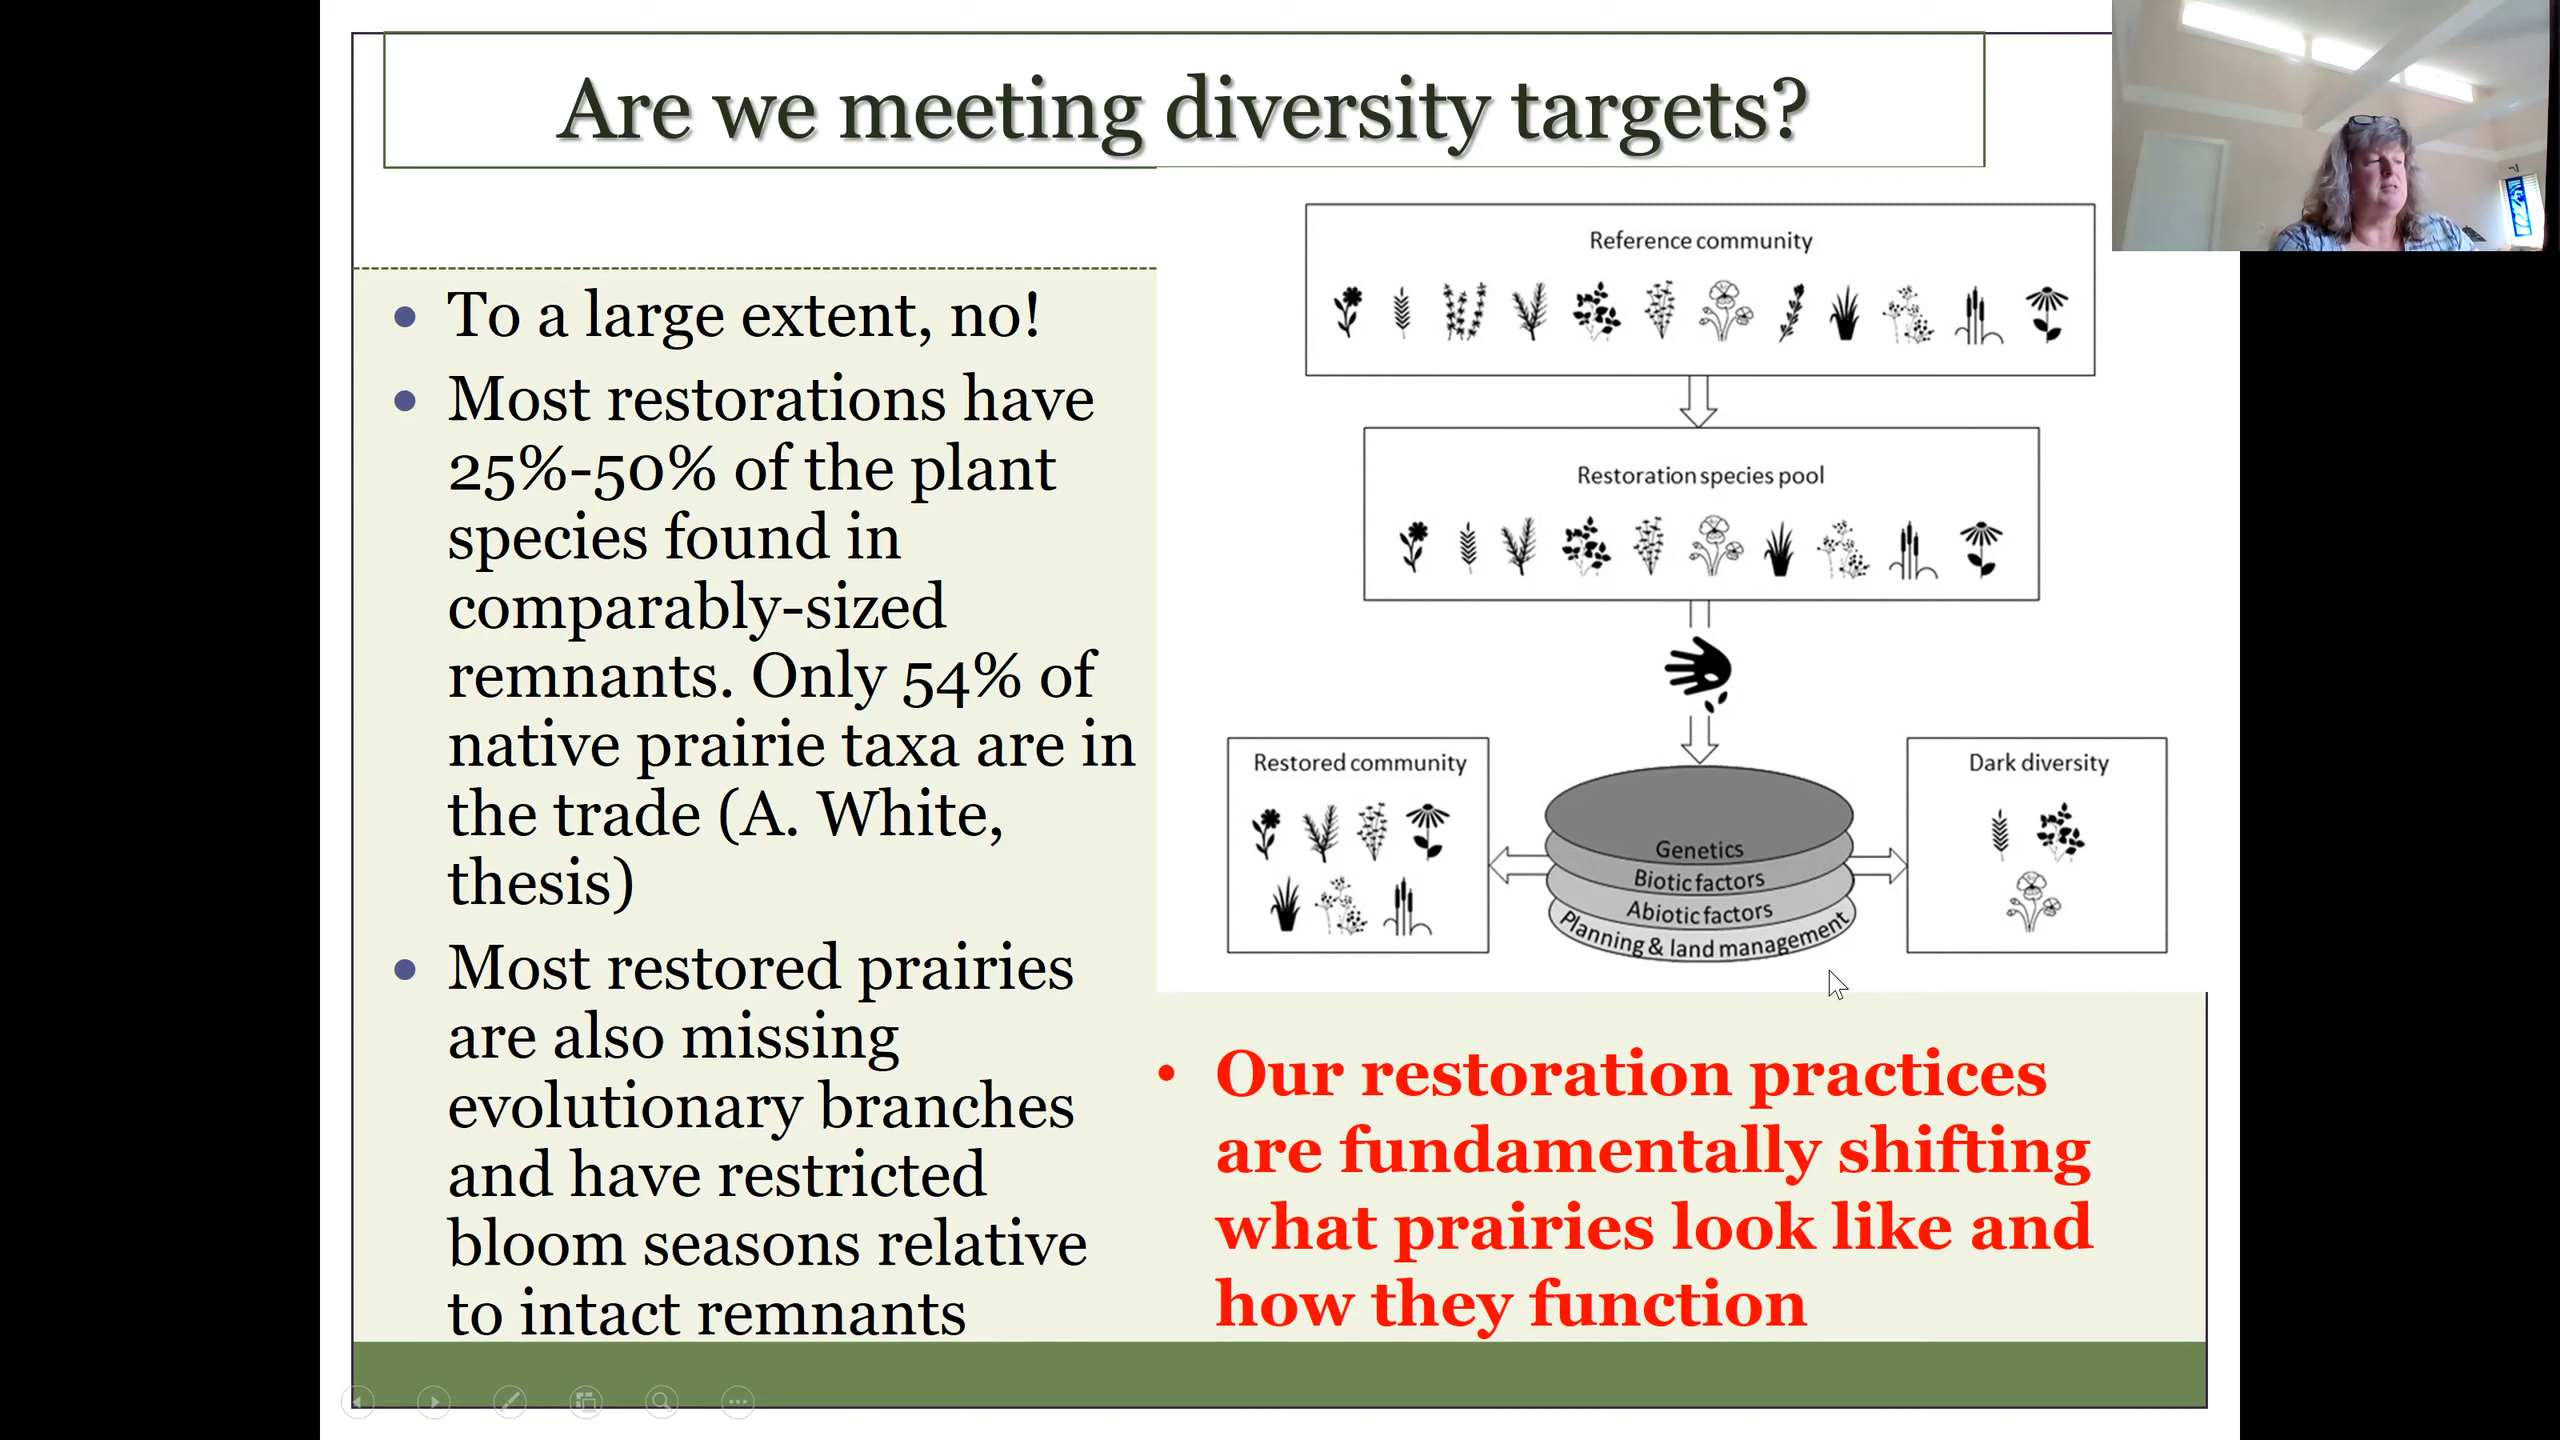 Are we meeting diversity targets?
• To a large extent, no!
• Most restorations have
25%-50% of the plant
species found in
comparably-sized
remnants. Only 54% of
native prairie taxa are in
the trade (A. White,
thesis)
• Most restored prairies
are also missing
evolutionary branches
and have restricted
bloom seasons relative
to intact remnants
Reference community
Restoration species pool
Restored community
Genetics
Biotic factors
Abiotic factors
Planning & land management
Dark diversity
• Our restoration practices
are fundamentally shifting
what prairies look like and
how they function